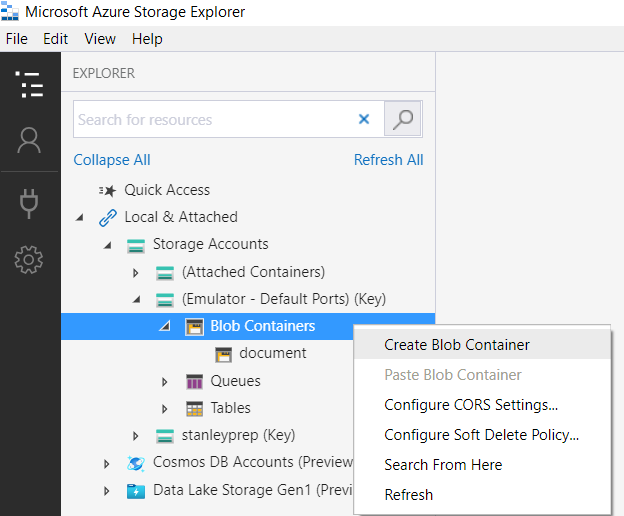 Microsoft Azure Storage Explorer
File Edit View Help
EXPLORER
Search for resources
Collapse All Refresh All
Quick Access
Local & Attached
Storage Accounts
(Attached Containers)
(Emulator - Default Ports) (Key)
Blob Containers
document
Queues
Tables
stanleyprep (Key)
Cosmos DB Accounts (Preview
Data Lake Storage Gen1 (Previ
Create Blob Container
Paste Blob Container
Configure CORS Settings...
Configure Soft Delete Policy...
Search From Here
Refresh